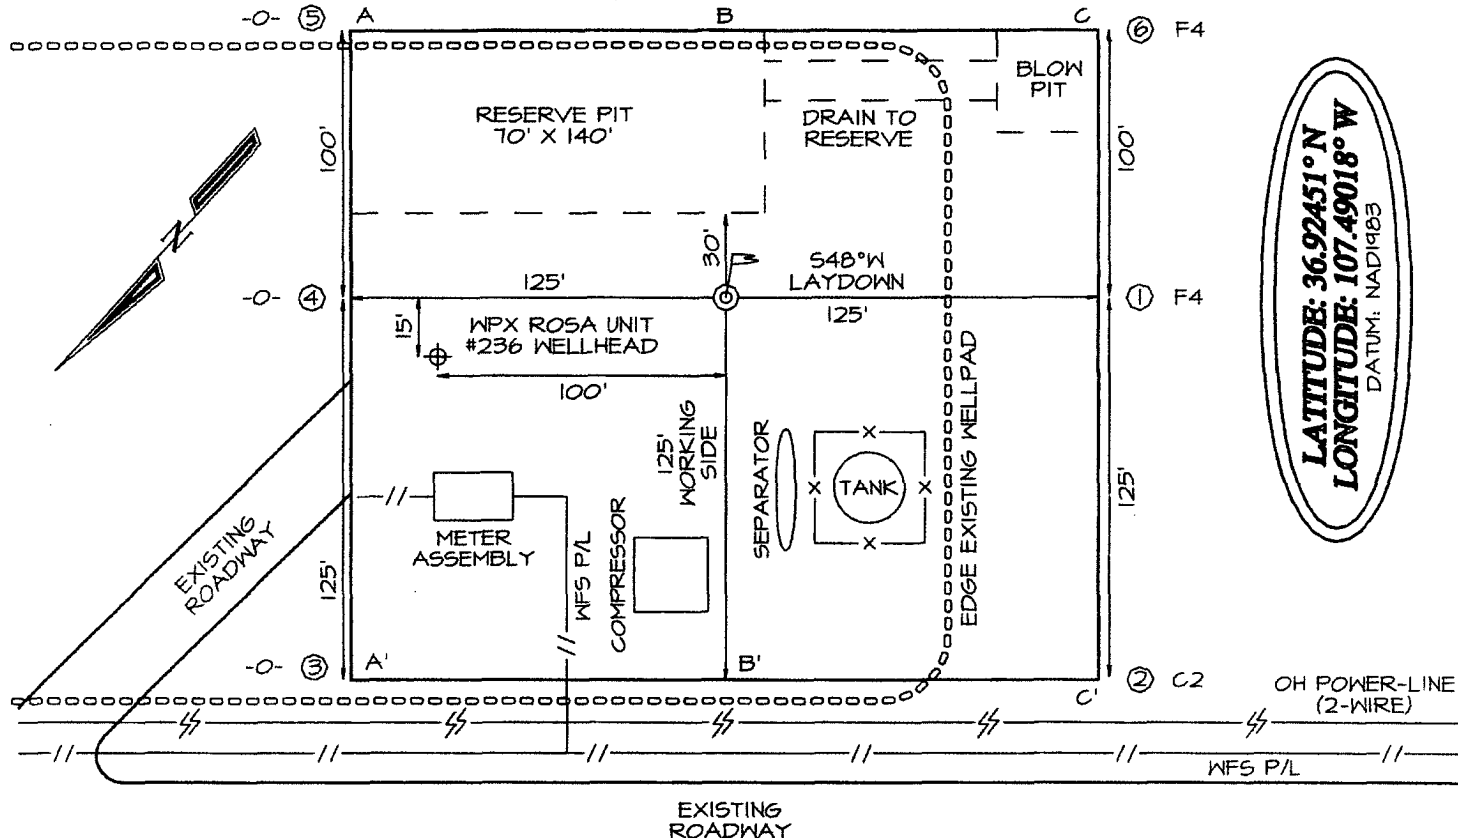 -O- ⑤ A B C ⑥ F4
BLOW
PIT
RESERVE PIT
70' X 140'
DRAIN TO
RESERVE
100'
100'
N
30'
S48°W
LAYDOWN
125'
-O- ④
① F4
125'
15'
WPX ROSA UNIT
#236 WELLHEAD
100'
EDGE EXISTING WELLPAD
125'
WORKING
SIDE
SEPARATOR
TANK
125'
METER
ASSEMBLY
WFS P/L
COMPRESSOR
EXISTING
ROADWAY
125'
-O- ③ A' B' C' ② C2
OH POWER-LINE
(2-WIRE)
WFS P/L
EXISTING
ROADWAY
LATITUDE: 36.92451° N
LONGITUDE: 107.49018° W
DATUM: NAD1983